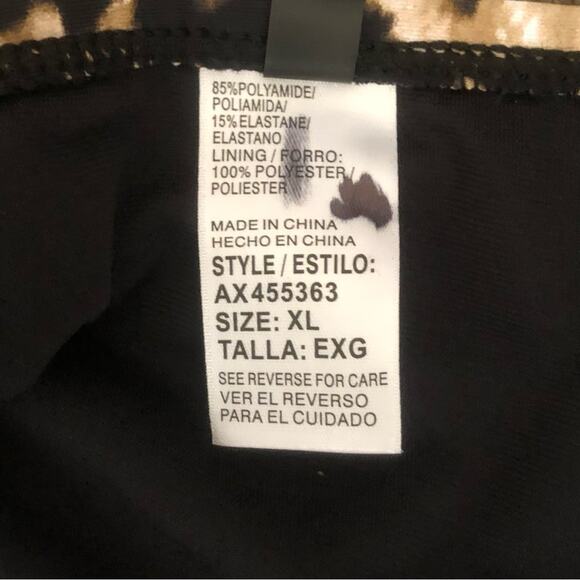 85%POLYAMIDE/
POLIAMIDA/
15%ELASTANE/
ELASTANO
LINING / FORRO:
100% POLYESTER/
POLIESTER
MADE IN CHINA
HECHO EN CHINA
STYLE / ESTILO:
AX455363
SIZE: XL
TALLA: EXG
SEE REVERSE FOR CARE
VER EL REVERSO
PARA EL CUIDADO